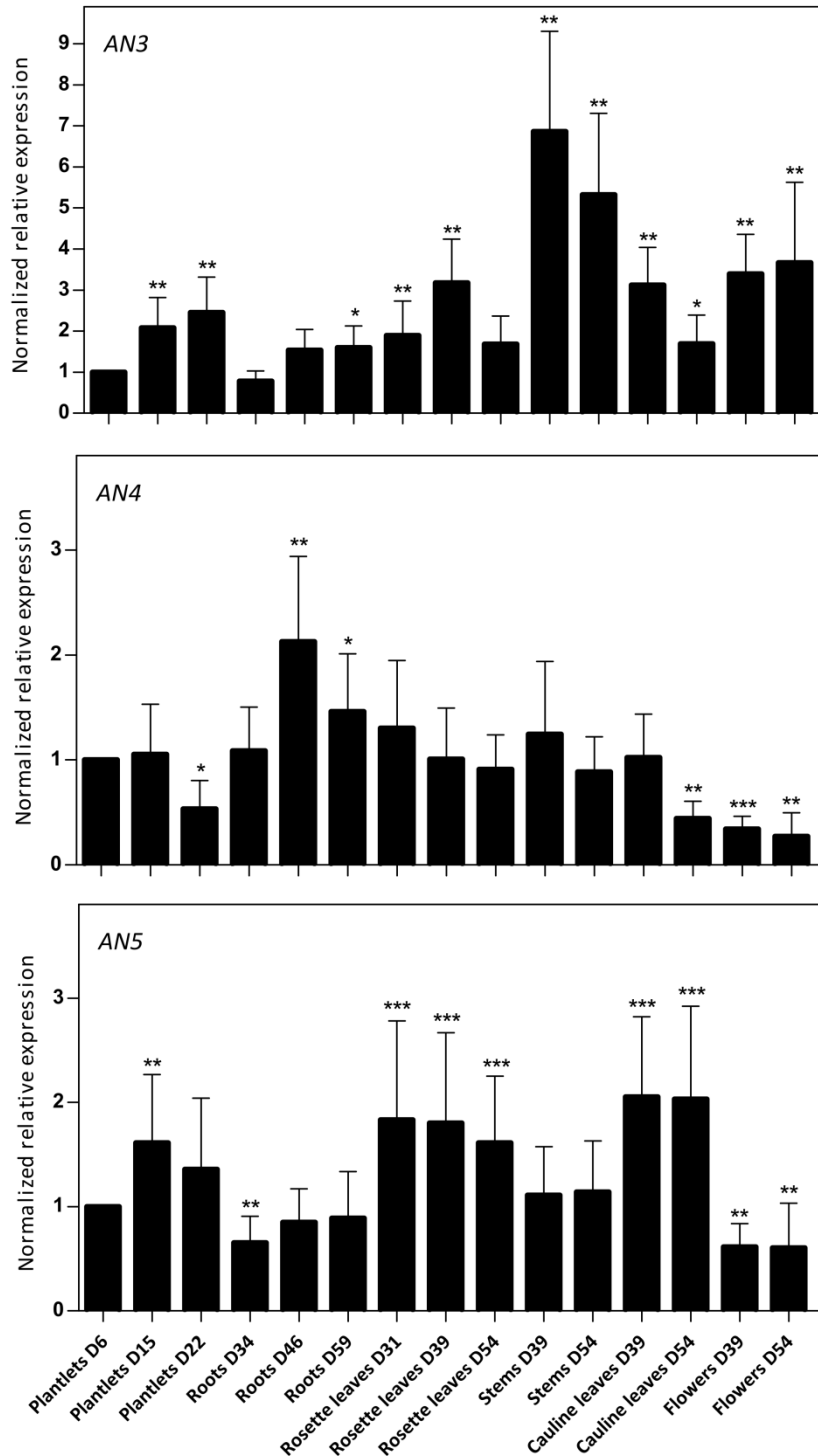 AN3
Normalized relative expression
9
8
7
6
5
4
3
2
1
0
** ** * ** ** ** ** ** * ** **
AN4
Normalized relative expression
3
2
1
0
* ** * ** *** **
AN5
Normalized relative expression
3
2
1
0
** ** *** *** *** *** *** ** **
Plantlets D6
Plantlets D15
Plantlets D22
Roots D34
Roots D46
Roots D59
Rosette leaves D31
Rosette leaves D39
Rosette leaves D54
Stems D39
Stems D54
Cauline leaves D39
Cauline leaves D54
Flowers D39
Flowers D54